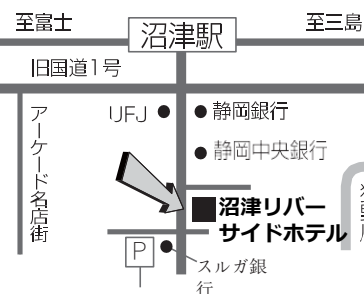 至富士
沼津駅
至三島
旧国道1号
アーケード名店街
UFJ
静岡銀行
静岡中央銀行
沼津リバー
サイドホテル
P
スルガ銀
行